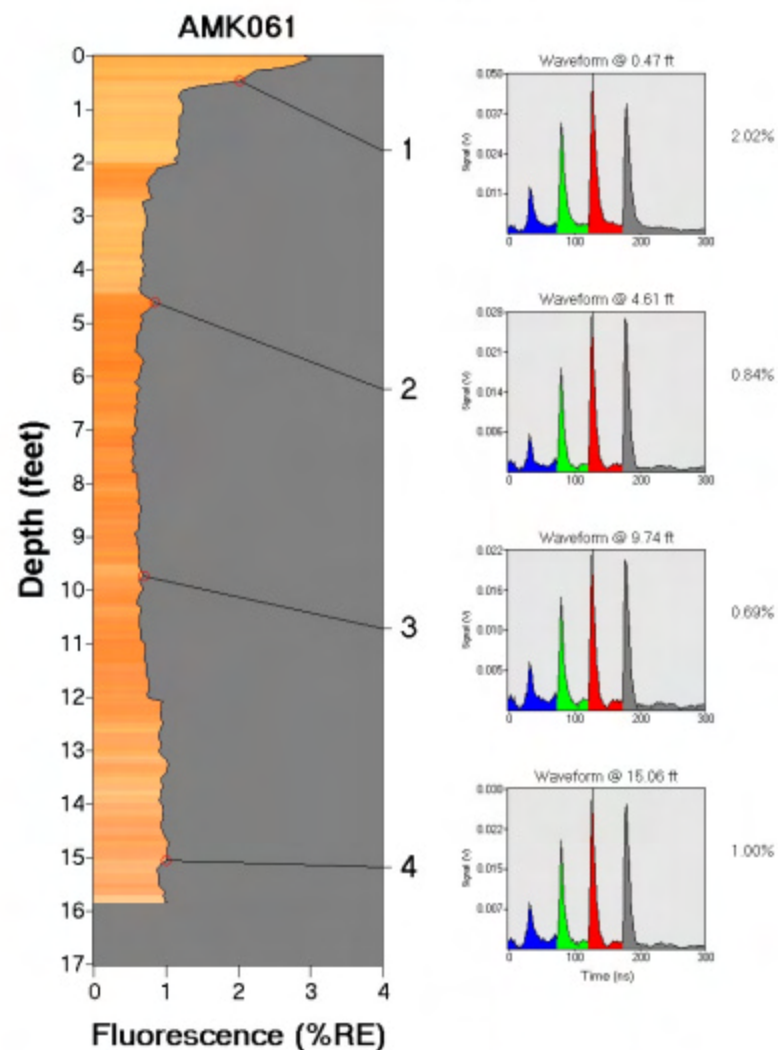 AMK061
0
1
2
3
4
5
6
7
8
9
10
11
12
13
14
15
16
17
Depth (feet)
0 1 2 3 4
Fluorescence (%RE)
1
2
3
4
Waveform @ 0.47 ft
0.050
0.037
0.024
0.011
Signal (V)
0 100 200 300
2.02%
Waveform @ 4.61 ft
0.028
0.021
0.014
0.006
Signal (V)
0 100 200 300
0.84%
Waveform @ 9.74 ft
0.022
0.016
0.010
0.005
Signal (V)
0 100 200 300
0.69%
Waveform @ 15.06 ft
0.030
0.022
0.015
0.007
Signal (V)
0 100 200 300
Time (ns)
1.00%